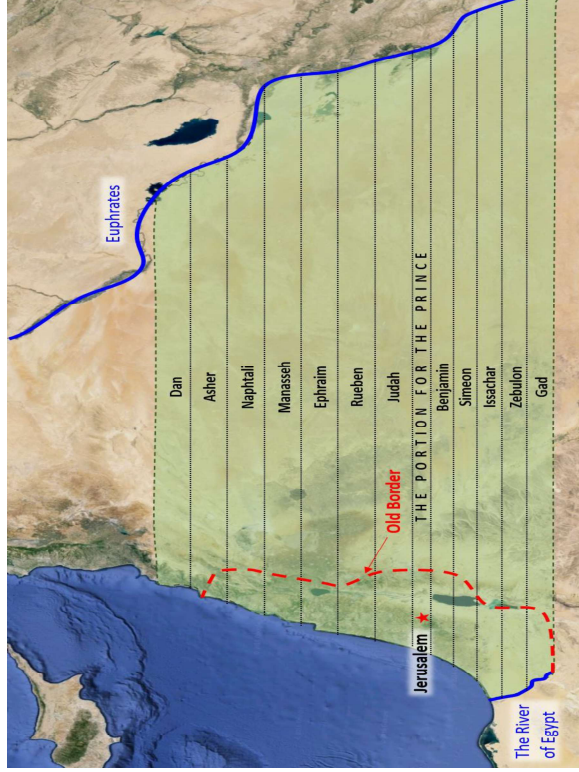 Euphrates
Dan
Asher
Naphtali
Manasseh
Ephraim
Rueben
Judah
THE PORTION FOR THE PRINCE
Benjamin
Simeon
Issachar
Zebulon
Gad
Old Border
Jerusalem
The River
of Egypt